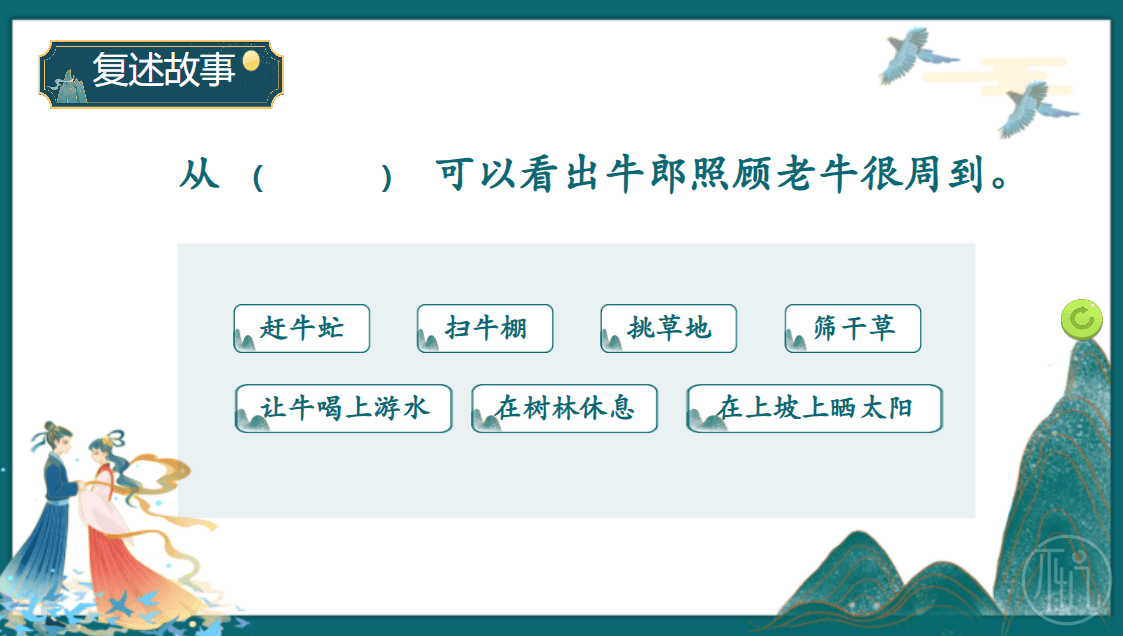 复述故事
从 （ ） 可以看出牛郎照顾老牛很周到。
赶牛虻 扫牛棚 挑草地 筛干草
让牛喝上游水 在树林休息 在上坡上晒太阳